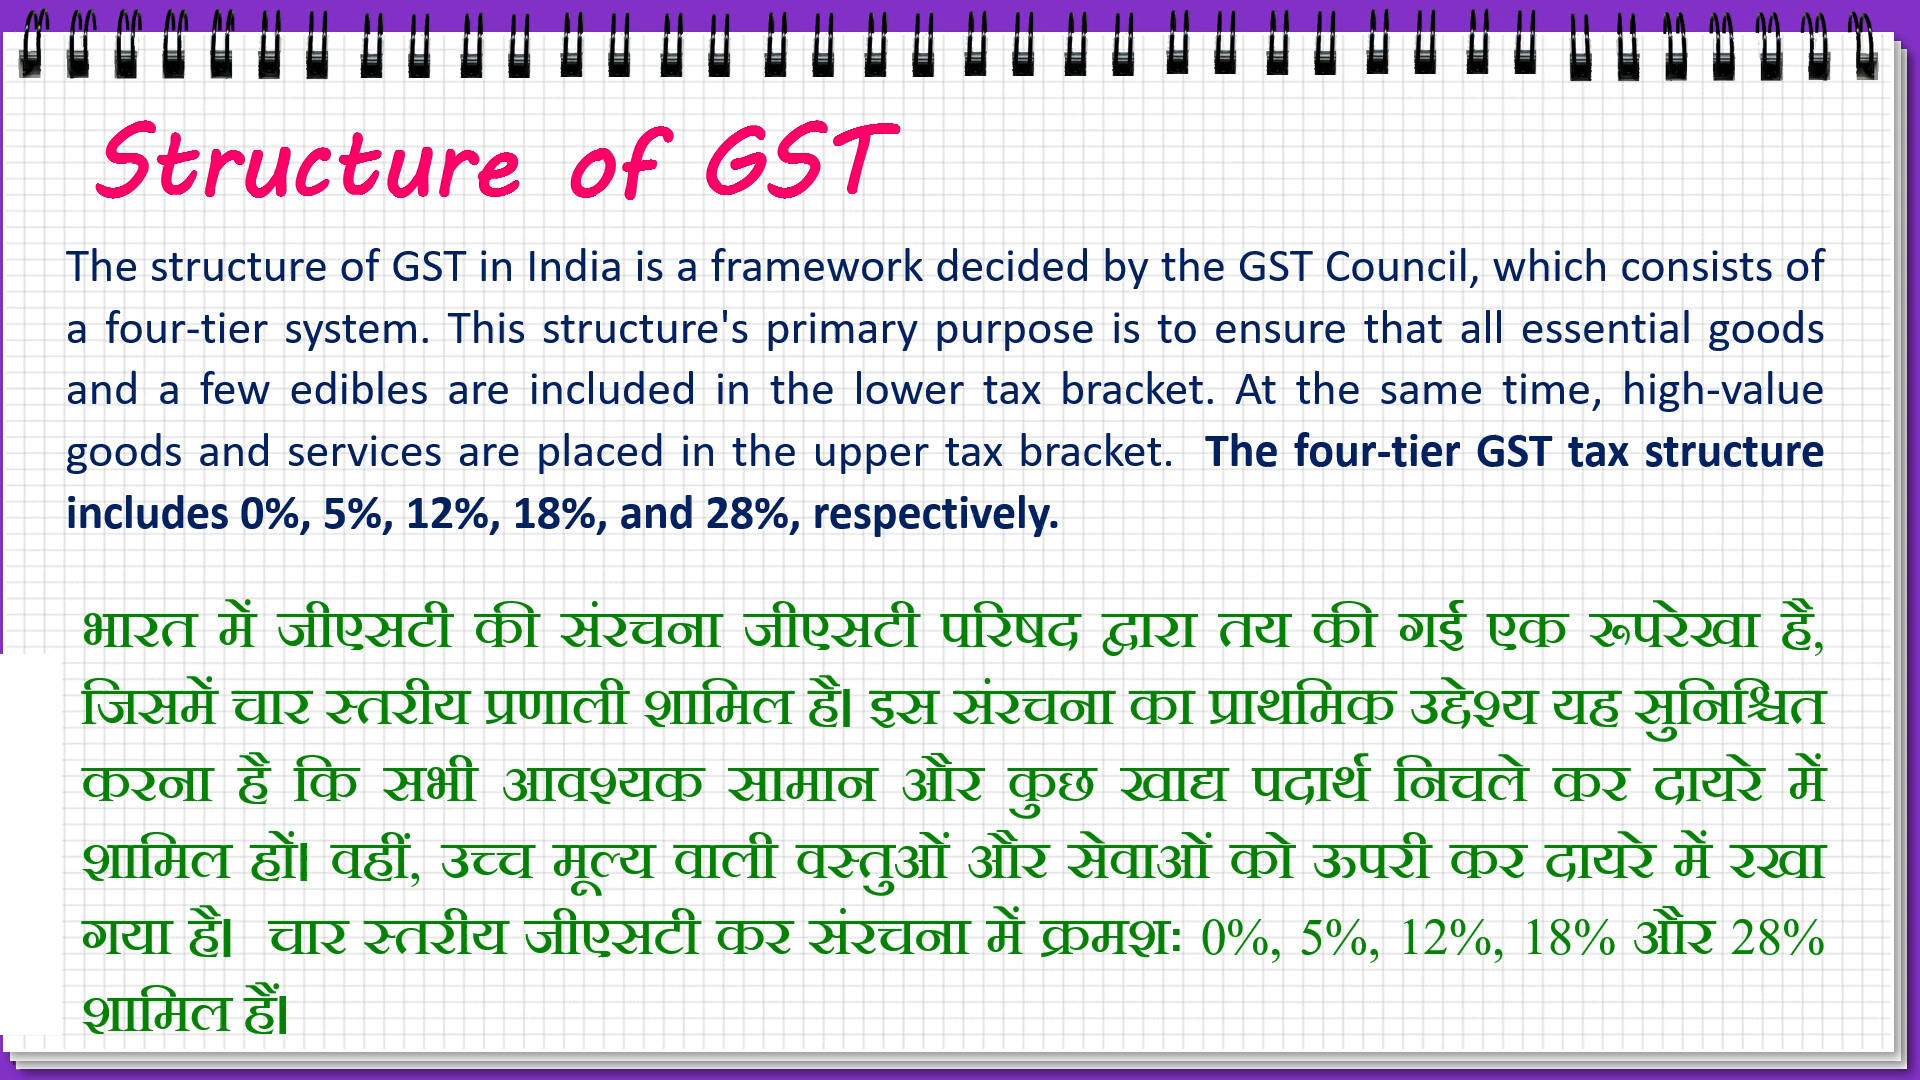 Structure of GST
The structure of GST in India is a framework decided by the GST Council, which consists of
a four-tier system. This structure's primary purpose is to ensure that all essential goods
and a few edibles are included in the lower tax bracket. At the same time, high-value
goods and services are placed in the upper tax bracket. The four-tier GST tax structure
includes 0%, 5%, 12%, 18%, and 28%, respectively.
भारत में जीएसटी की संरचना जीएसटी परिषद द्वारा तय की गई एक रूपरेखा है,
जिसमें चार स्तरीय प्रणाली शामिल है। इस संरचना का प्राथमिक उद्देश्य यह सुनिश्चित
करना है कि सभी आवश्यक सामान और कुछ खाद्य पदार्थ निचले कर दायरे में
शामिल हों। वहीं, उच्च मूल्य वाली वस्तुओं और सेवाओं को ऊपरी कर दायरे में रखा
गया है। चार स्तरीय जीएसटी कर संरचना में क्रमशः 0%, 5%, 12%, 18% और 28%
शामिल हैं।